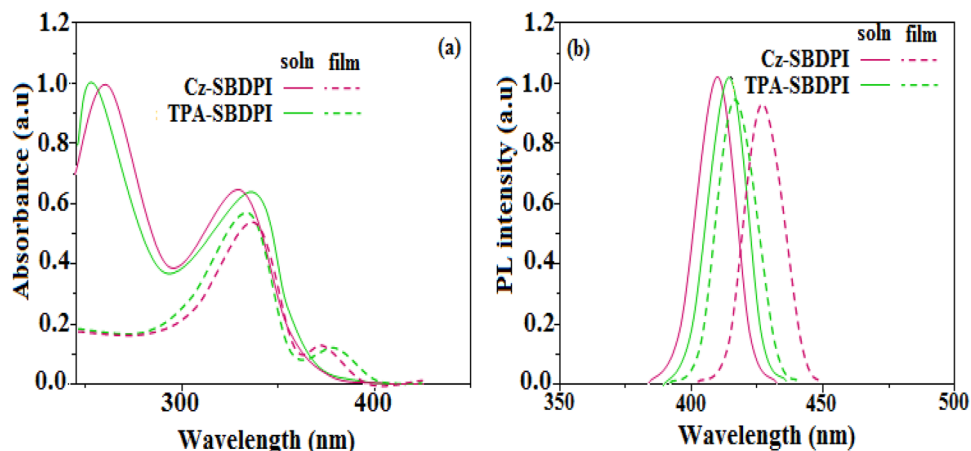 1.2
1.0
0.8
0.6
0.4
0.2
0.0
300
400
Absorbance (a.u)
Wavelength (nm)
(a)
soln film
Cz-SBDPI
TPA-SBDPI
1.2
1.0
0.8
0.6
0.4
0.2
0.0
350
400
450
500
PL intensity (a.u)
Wavelength (nm)
(b)
soln film
Cz-SBDPI
TPA-SBDPI